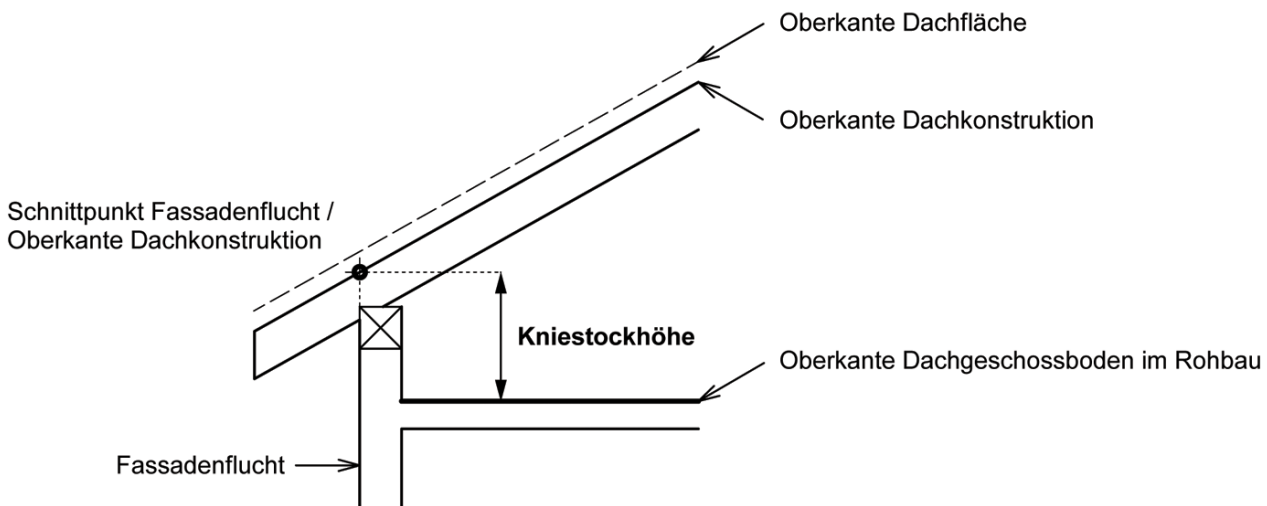 Oberkante Dachfläche
Oberkante Dachkonstruktion
Schnittpunkt Fassadenflucht /
Oberkante Dachkonstruktion
Kniestockhöhe
Oberkante Dachgeschossboden im Rohbau
Fassadenflucht